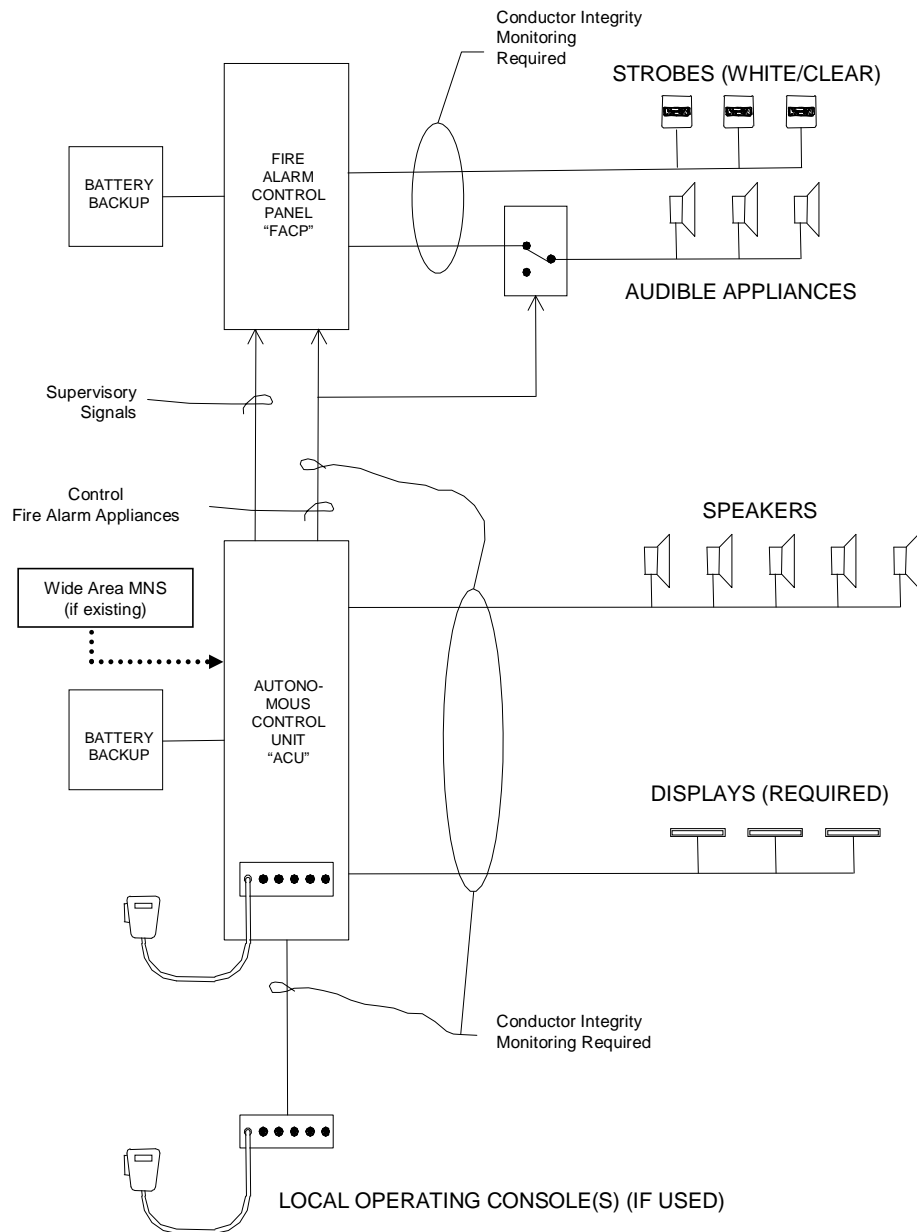 Conductor Integrity
Monitoring
Required
STROBES (WHITE/CLEAR)
FIRE
ALARM
CONTROL
PANEL
“FACP”
BATTERY
BACKUP
AUDIBLE APPLIANCES
Supervisory
Signals
Control
Fire Alarm Appliances
SPEAKERS
Wide Area MNS
(if existing)
AUTONO-
MOUS
CONTROL
UNIT
“ACU”
BATTERY
BACKUP
DISPLAYS (REQUIRED)
Conductor Integrity
Monitoring Required
LOCAL OPERATING CONSOLE(S) (IF USED)